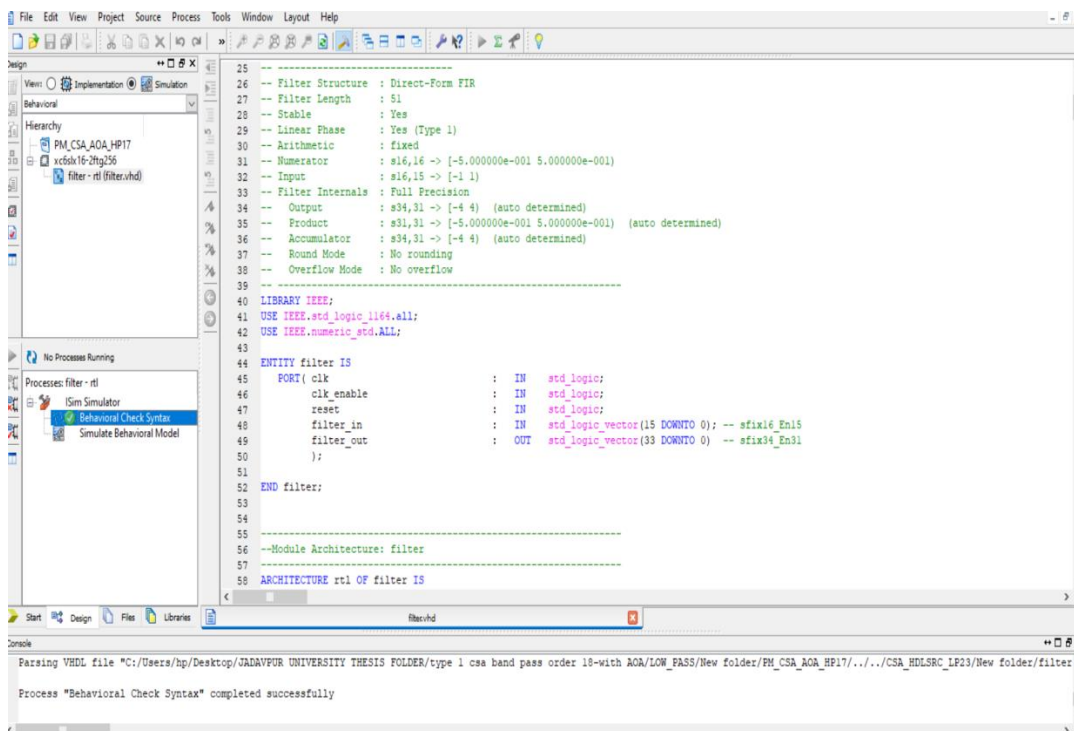 File Edit View Project Source Process Tools Window Layout Help
Design
View: Implementation Simulation
Behavioral
Hierarchy
PM_CSA_AOA_HP17
xc6slx16-2ftg256
filter - rtl (filter.vhd)
No Processes Running
Processes: filter - rtl
ISim Simulator
Behavioral Check Syntax
Simulate Behavioral Model
25 -- -------------------------------
26 -- Filter Structure : Direct-Form FIR
27 -- Filter Length : 51
28 -- Stable : Yes
29 -- Linear Phase : Yes (Type 1)
30 -- Arithmetic : fixed
31 -- Numerator : s16,16 -> [-5.000000e-001 5.000000e-001)
32 -- Input : s16,15 -> [-1 1)
33 -- Filter Internals : Full Precision
34 -- Output : s34,31 -> [-4 4) (auto determined)
35 -- Product : s31,31 -> [-5.000000e-001 5.000000e-001) (auto determined)
36 -- Accumulator : s34,31 -> [-4 4) (auto determined)
37 -- Round Mode : No rounding
38 -- Overflow Mode : No overflow
39 -- -------------------------------------------------------------
40 LIBRARY IEEE;
41 USE IEEE.std_logic_1164.all;
42 USE IEEE.numeric_std.ALL;
43
44 ENTITY filter IS
45 PORT( clk : IN std_logic;
46 clk_enable : IN std_logic;
47 reset : IN std_logic;
48 filter_in : IN std_logic_vector(15 DOWNTO 0); -- sfix16_En15
49 filter_out : OUT std_logic_vector(33 DOWNTO 0) -- sfix34_En31
50 );
51
52 END filter;
53
54
55 ----------------------------------------------------------------
56 --Module Architecture: filter
57 ----------------------------------------------------------------
58 ARCHITECTURE rtl OF filter IS
Start Design Files Libraries
filter.vhd
Console
Parsing VHDL file "C:/Users/hp/Desktop/JADAVPUR UNIVERSITY THESIS FOLDER/type 1 csa band pass order 18-with AOA/LOW_PASS/New folder/PM_CSA_AOA_HP17/../../CSA_HDLSRC_LP23/New folder/filter
Process "Behavioral Check Syntax" completed successfully